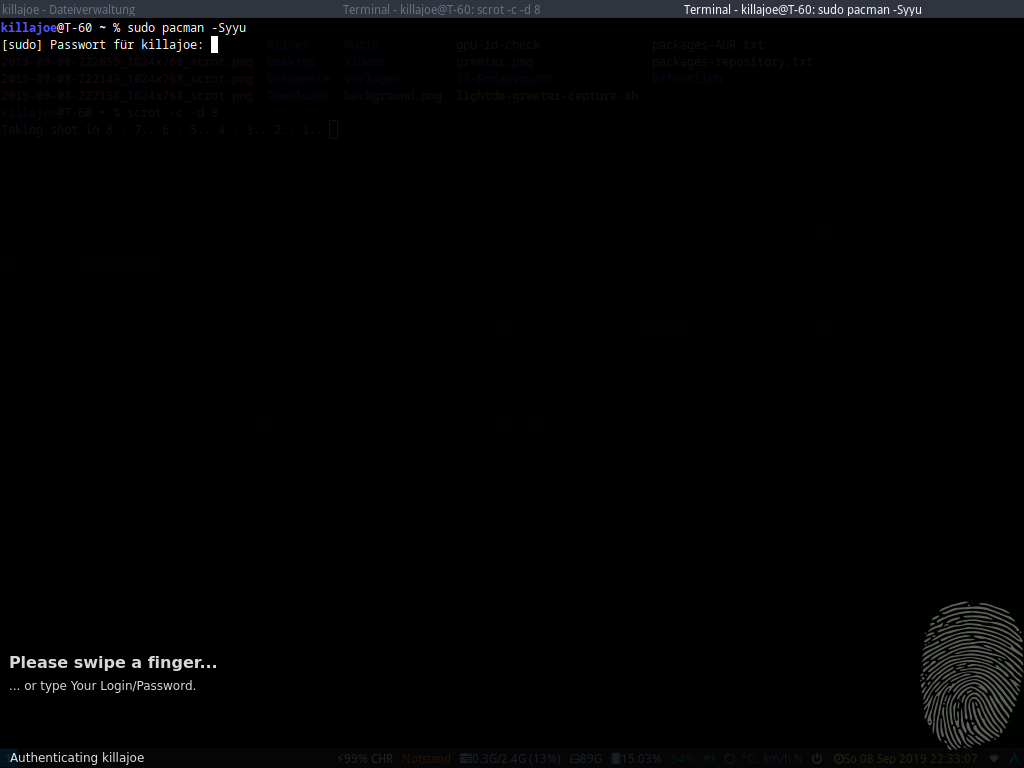 killajoe - Dateiverwaltung Terminal - killajoe@T-60: scrot -c -d 8 Terminal - killajoe@T-60: sudo pacman -Syyu
killajoe@T-60 ~ % sudo pacman -Syyu
[sudo] Passwort für killajoe: Bilder Musik gpu-id-check packages-AUR.txt
2019-09-08-222059_1024x768_scrot.png Desktop Videos greeter.png packages-repository.txt
2019-09-08-222143_1024x768_scrot.png Dokumente Vorlagen i3-EndeavourOS Öffentlich
2019-09-08-222158_1024x768_scrot.png Downloads background.png lightdm-greeter-capture.sh
killajoe@T-60 ~ % scrot -c -d 8
Taking shot in 8.. 7.. 6.. 5.. 4.. 3.. 2.. 1..
Please swipe a finger...
... or type Your Login/Password.
Authenticating killajoe 99% CHR Notstand 0.3G/2.4G (13%) 89G 15.03% 84% °C km/h N So 08 Sep 2019 22:33:07